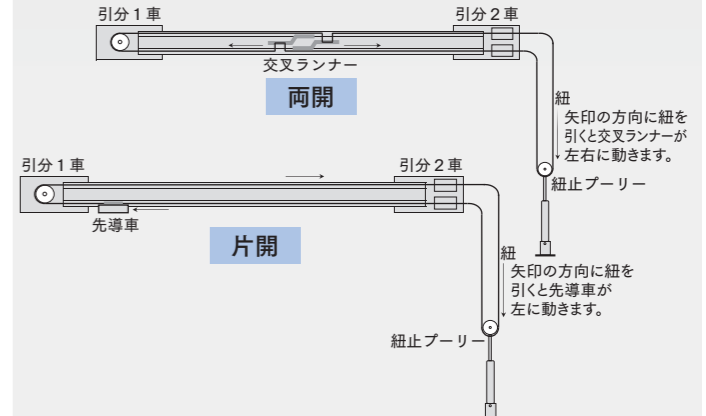 引分1車
引分2車
交叉ランナー
両開
紐
矢印の方向に紐を
引くと交叉ランナーが
左右に動きます。
紐止プーリー
引分1車
引分2車
先導車
片開
紐
矢印の方向に紐を
引くと先導車が
左に動きます。
紐止プーリー